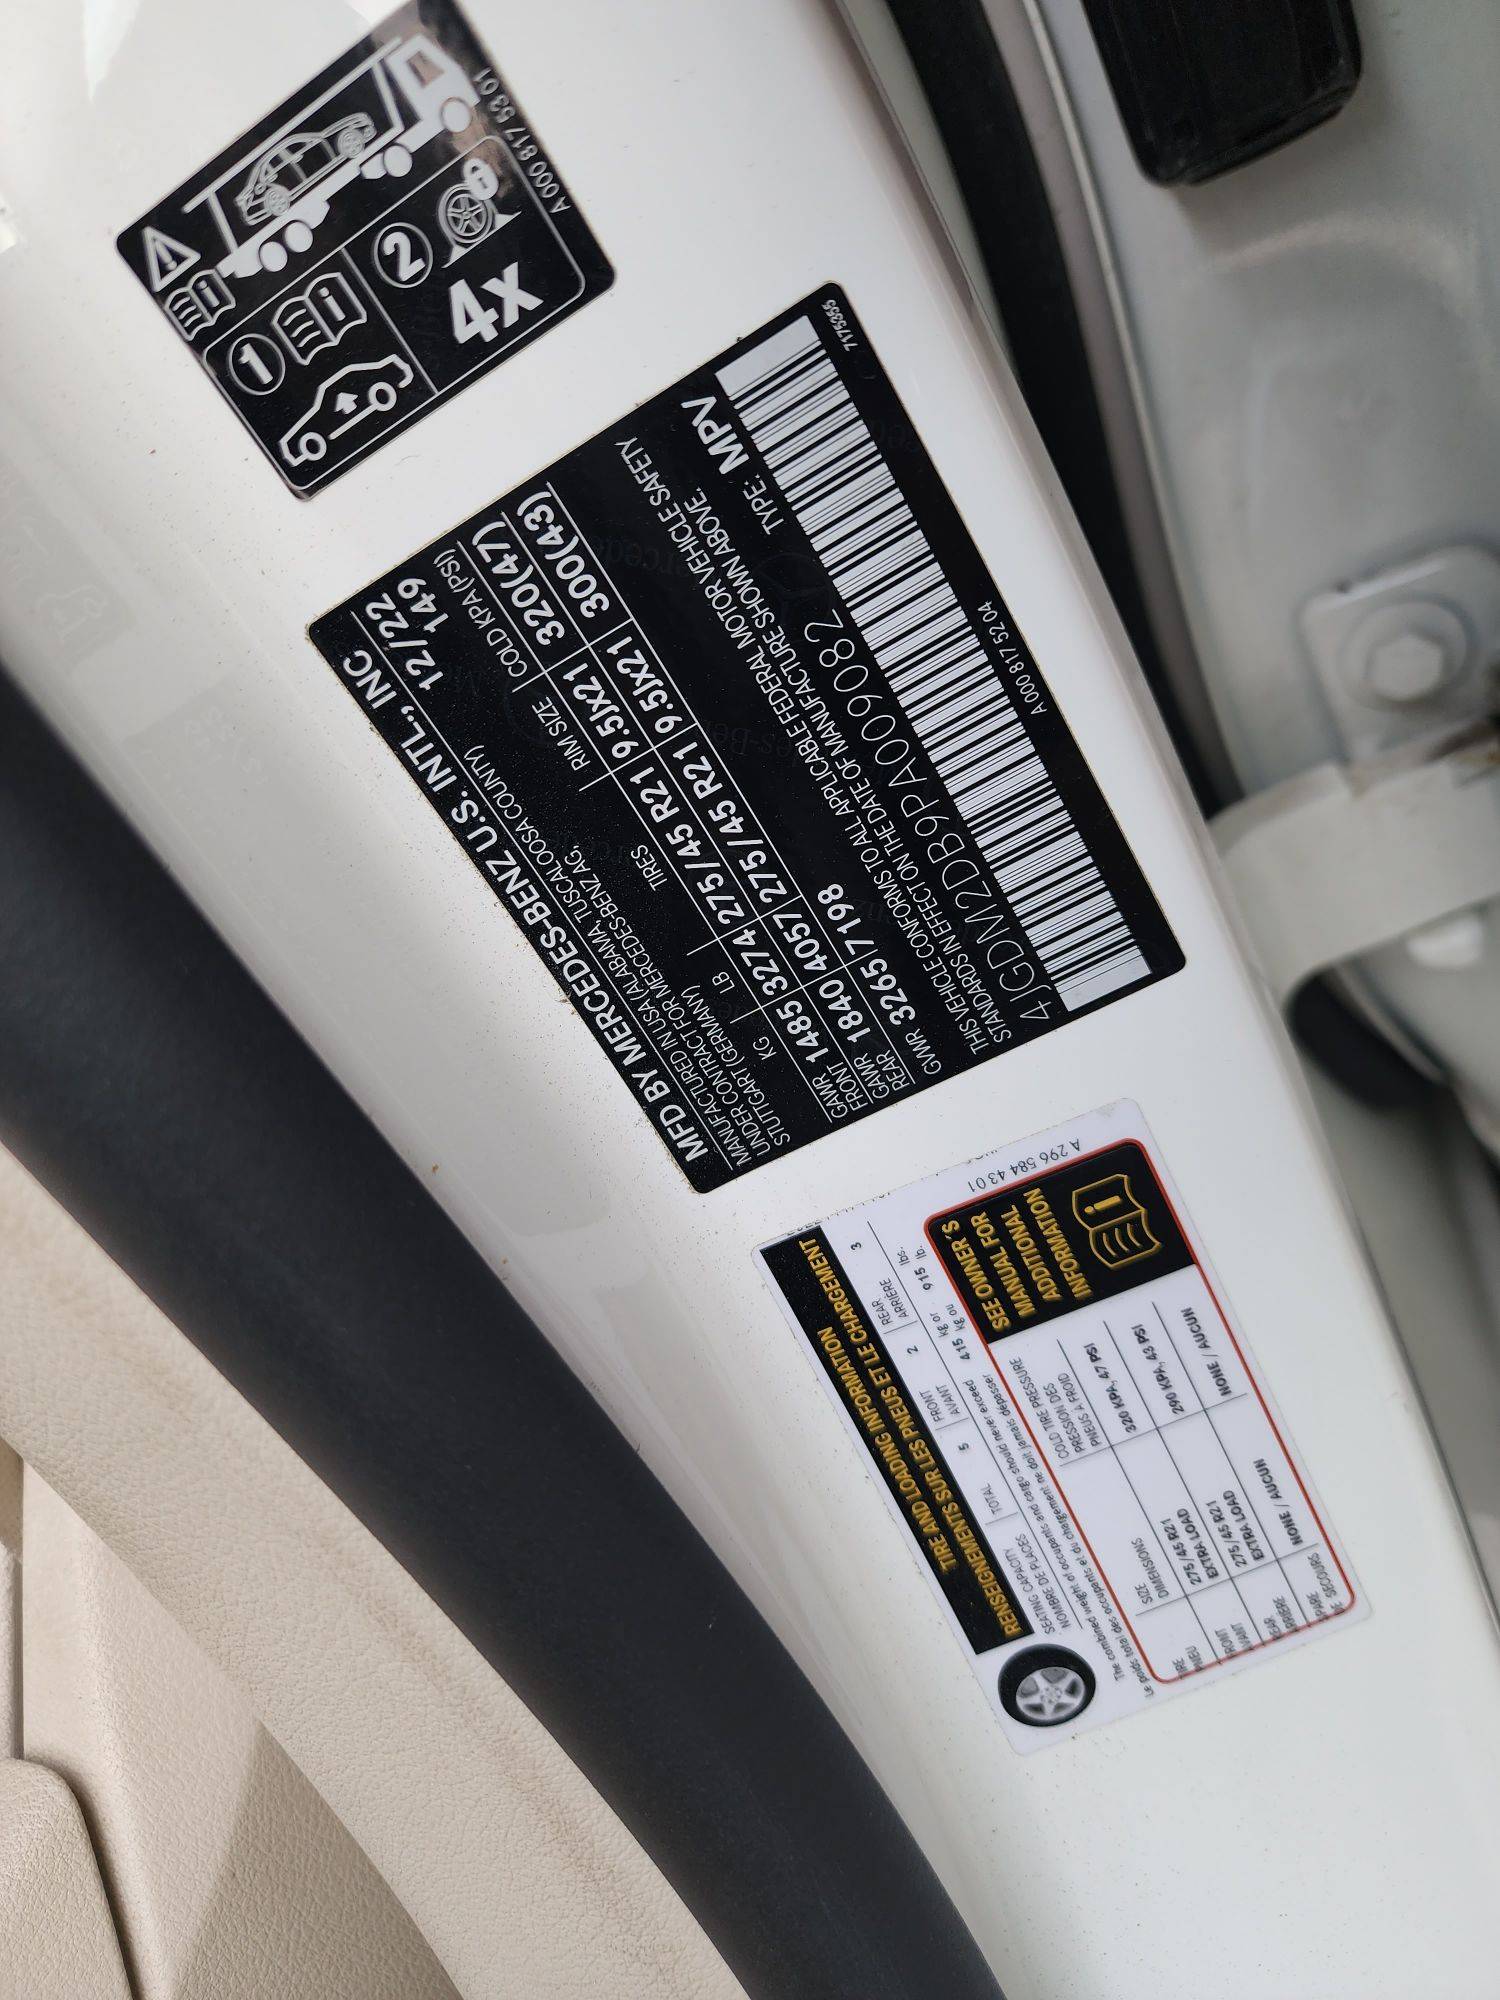 A 000 817 53 01
1
2
4x
MFD BY MERCEDES-BENZ U.S. INTL., INC
MANUFACTURED IN USA (ALABAMA, TUSCALOOSA COUNTY) 12/22
UNDER CONTRACT FOR MERCEDES-BENZ AG, 149
STUTTGART (GERMANY)
KG LB TIRES RIM SIZE COLD KPA(PSI)
GAWR FRONT 1485 3274 275/45 R21 9.5Jx21 320(47)
GAWR REAR 1840 4057 275/45 R21 9.5Jx21 300(43)
GVWR 3265 7198
THIS VEHICLE CONFORMS TO ALL APPLICABLE FEDERAL MOTOR VEHICLE SAFETY
STANDARDS IN EFFECT ON THE DATE OF MANUFACTURE SHOWN ABOVE.
4JGDM2DB9PA009082 TYPE: MPV
A 000 817 52 04
7175355
TIRE AND LOADING INFORMATION
RENSEIGNEMENTS SUR LES PNEUS ET LE CHARGEMENT
SEATING CAPACITY TOTAL 5 FRONT 2 REAR 3
NOMBRE DE PLACES AVANT ARRIÈRE
The combined weight of occupants and cargo should never exceed 415 kg or 915 lbs.
Le poids total des occupants et du chargement ne doit jamais dépasser kg ou lb.
TIRE SIZE COLD TIRE PRESSURE
PNEU DIMENSIONS PRESSION DES
PNEUS A FROID
FRONT 275/45 R21 320 KPA, 47 PSI
AVANT EXTRA LOAD
REAR 275/45 R21 290 KPA, 43 PSI
ARRIERE EXTRA LOAD
SPARE NONE / AUCUN NONE / AUCUN
DE SECOURS
SEE OWNER'S
MANUAL FOR
ADDITIONAL
INFORMATION
A 296 584 43 01